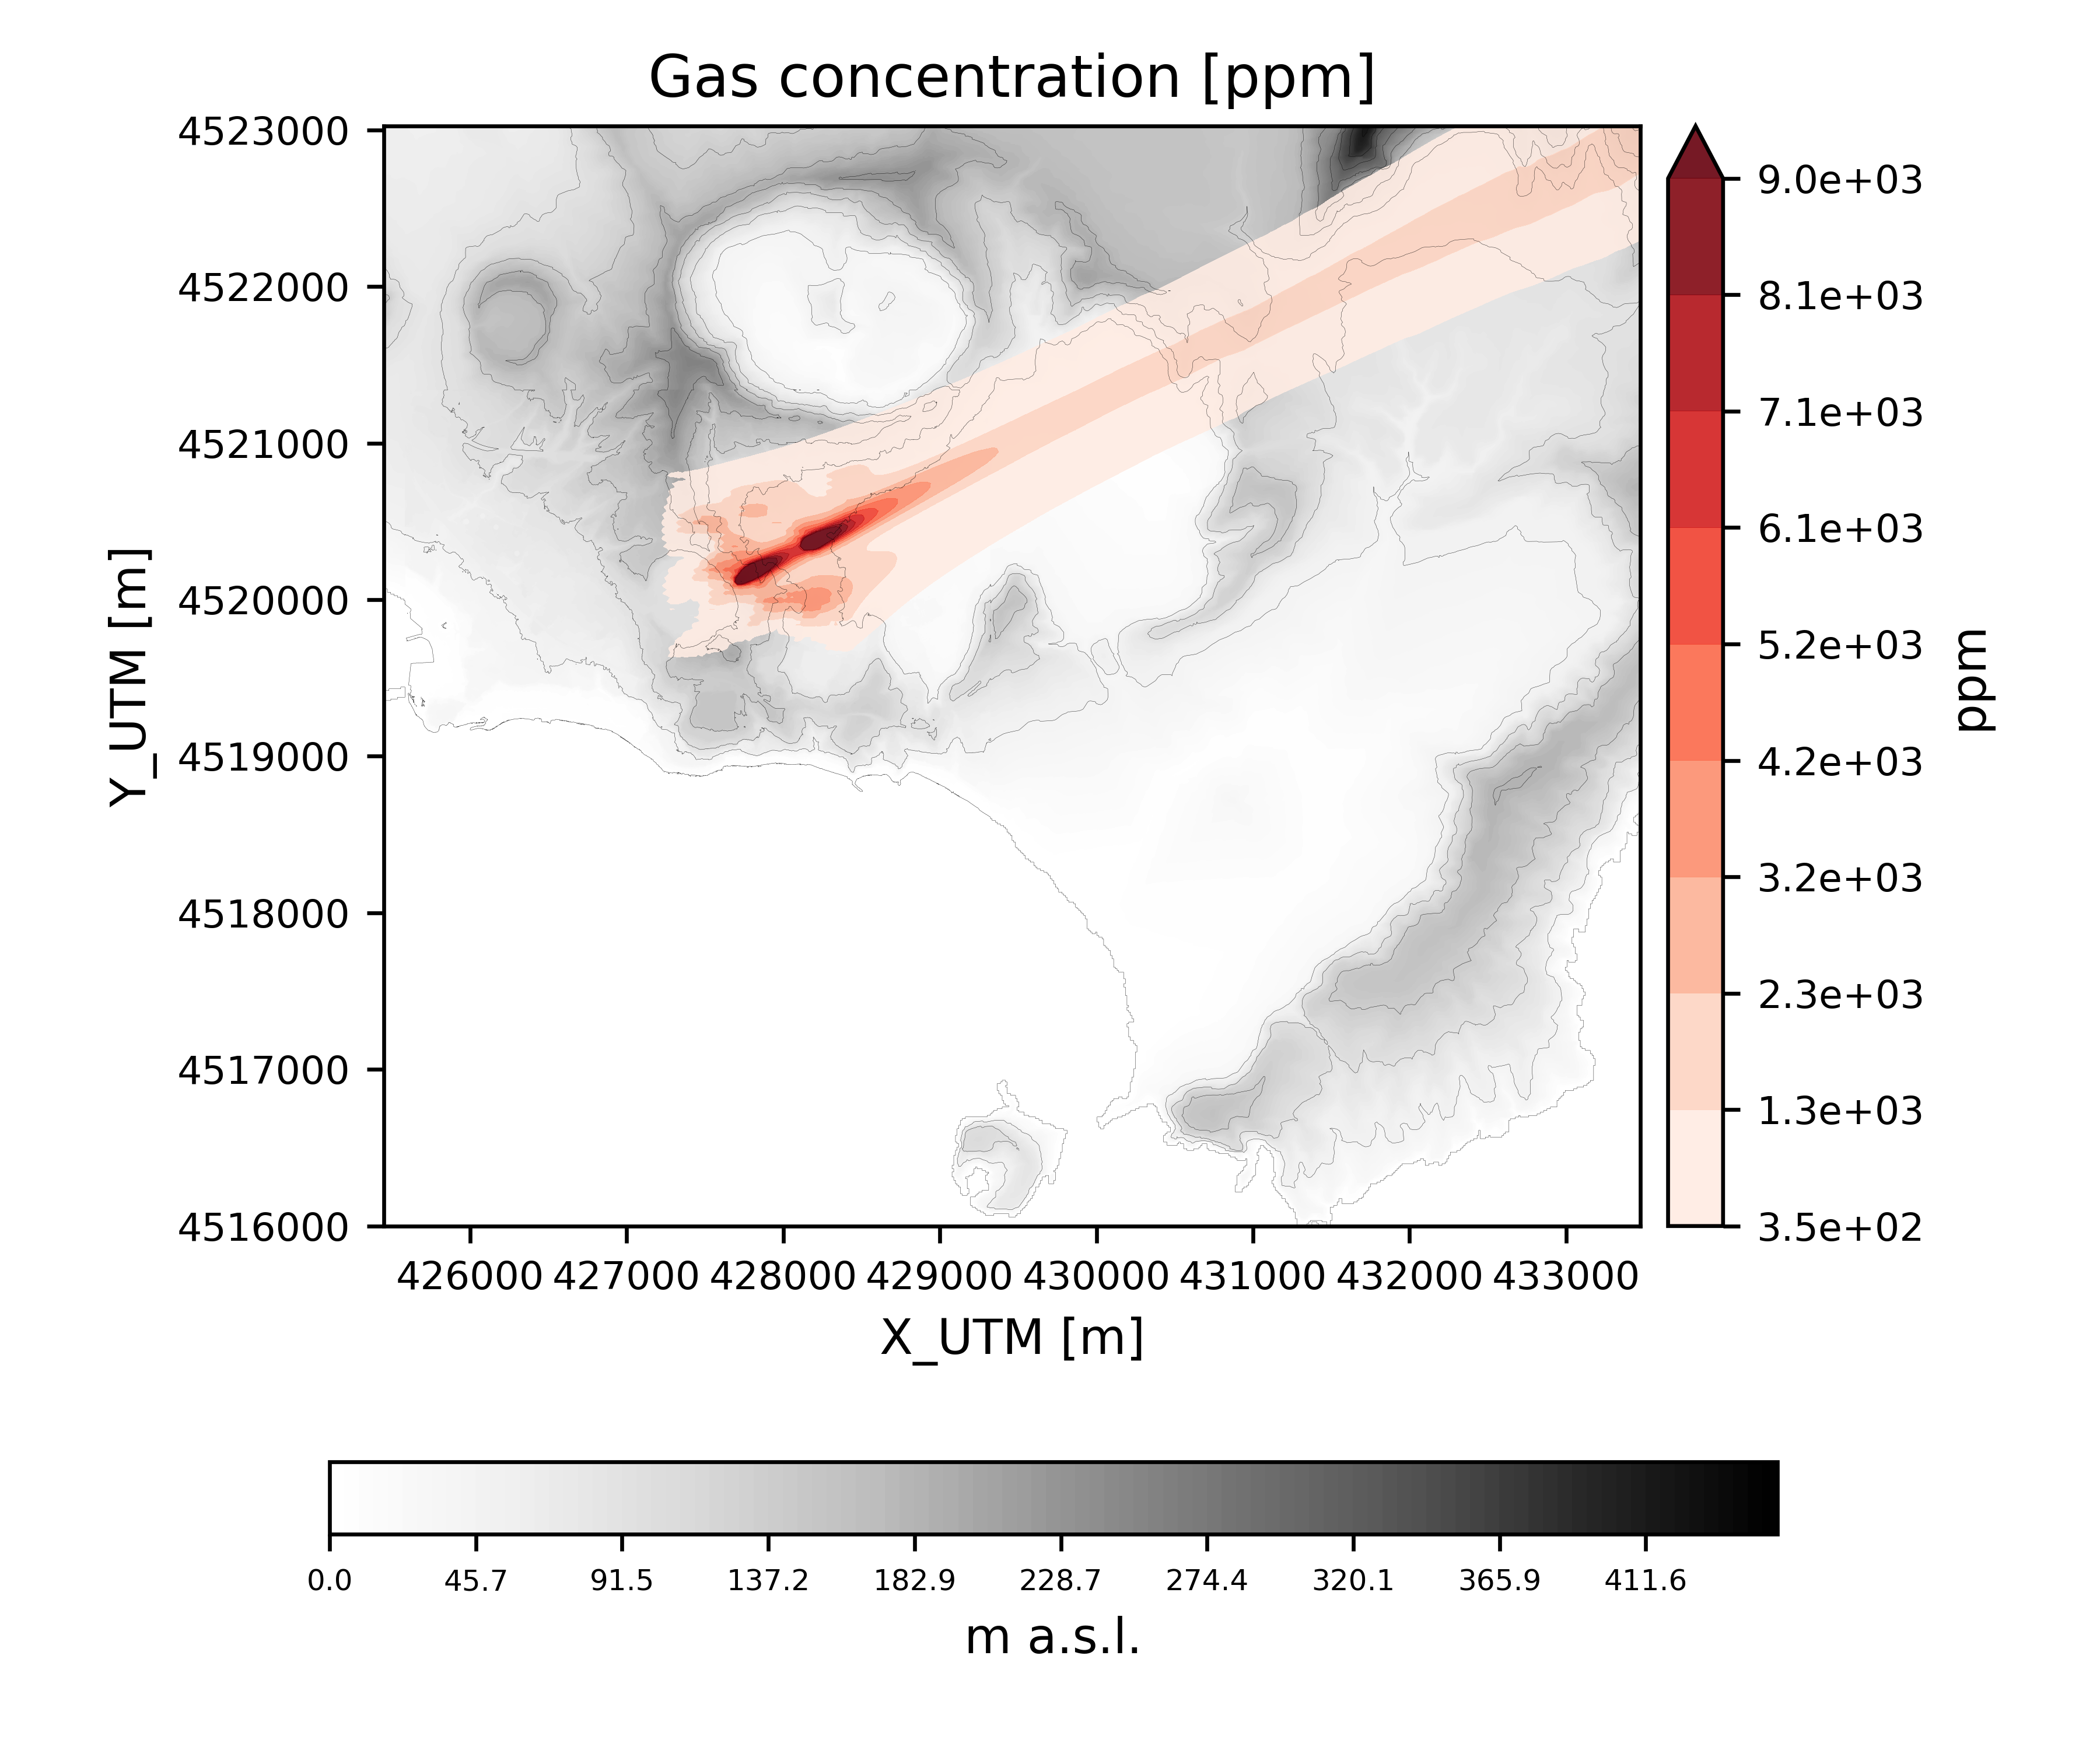 Gas concentration [ppm]
4523000
4522000
4521000
4520000
4519000
4518000
4517000
4516000
Y_UTM [m]
426000 427000 428000 429000 430000 431000 432000 433000
X_UTM [m]
9.0e+03
8.1e+03
7.1e+03
6.1e+03
5.2e+03
4.2e+03
3.2e+03
2.3e+03
1.3e+03
3.5e+02
ppm
0.0 45.7 91.5 137.2 182.9 228.7 274.4 320.1 365.9 411.6
m a.s.l.